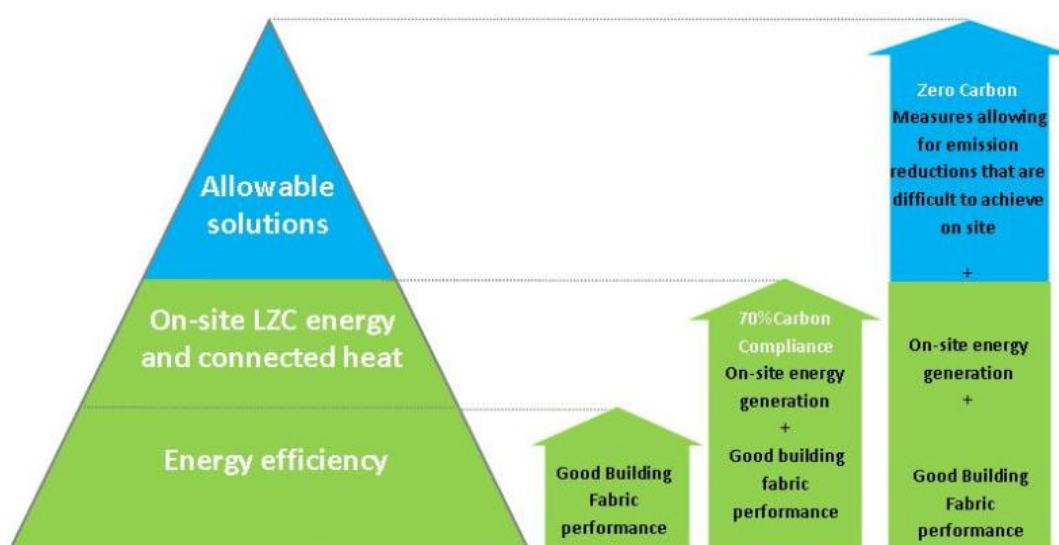 Allowable
solutions
On-site LZC energy
and connected heat
Energy efficiency
Good Building
Fabric
performance
70%Carbon
Compliance
On-site energy
generation
+
Good building
fabric
performance
Zero Carbon
Measures allowing
for emission
reductions that are
difficult to achieve
on site
+
On-site energy
generation
+
Good Building
Fabric
performance